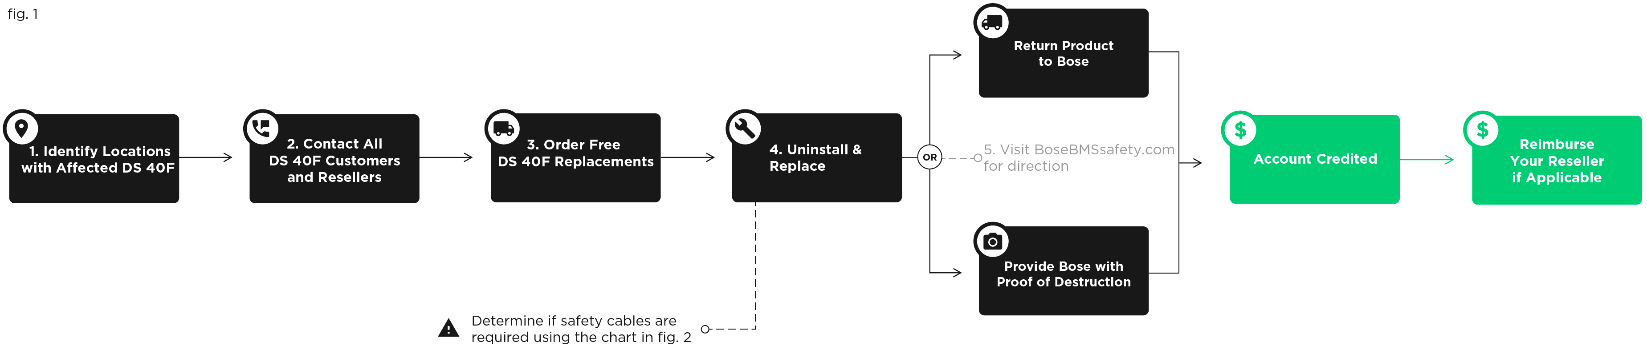 fig. 1
1. Identify Locations
with Affected DS 40F
2. Contact All
DS 40F Customers
and Resellers
3. Order Free
DS 40F Replacements
4. Uninstall &
Replace
Determine if safety cables are
required using the chart in fig. 2
OR
5. Visit BoseBMSsafety.com
for direction
Return Product
to Bose
Provide Bose with
Proof of Destruction
$
Account Credited
$
Reimburse
Your Reseller
if Applicable